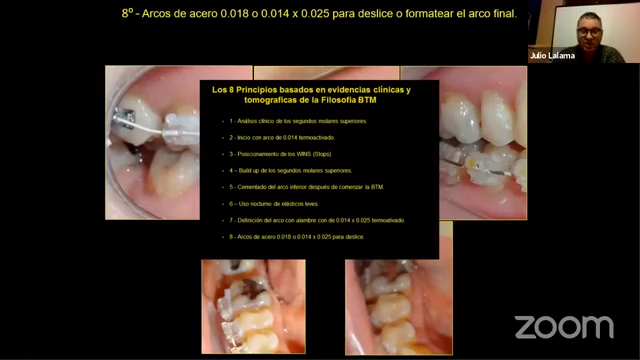 8º - Arcos de acero 0.018 o 0.014 x 0.025 para deslice o formatear el arco final.
Julio Lalama
Los 8 Principios basados en evidencias clínicas y
tomograficas de la Filosofia BTM
- 1 - Análisis clínico de los segundos molares superiores.
- 2 - Inicio con arco de 0.014 termoactivado.
- 3 - Posicionamiento de los WINS (Stops)
- 4 – Build up de los segundos molares superiores.
- 5 - Cementado del arco inferior después de comenzar la BTM.
- 6 – Uso nocturno de elásticos leves.
- 7 - Definición del arco con alambre con de 0.014 x 0.025 termoativado.
- 8 - Arcos de acero 0.018 o 0.014 x 0.025 para deslice.
zoom